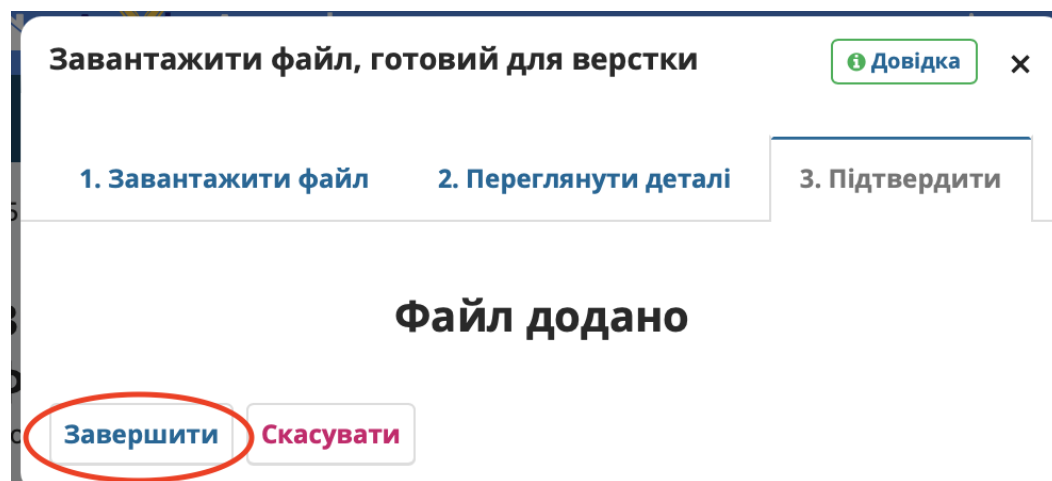 Завантажити файл, готовий для верстки
Довідка ×
1. Завантажити файл 2. Переглянути деталі 3. Підтвердити
Файл додано
Завершити Скасувати